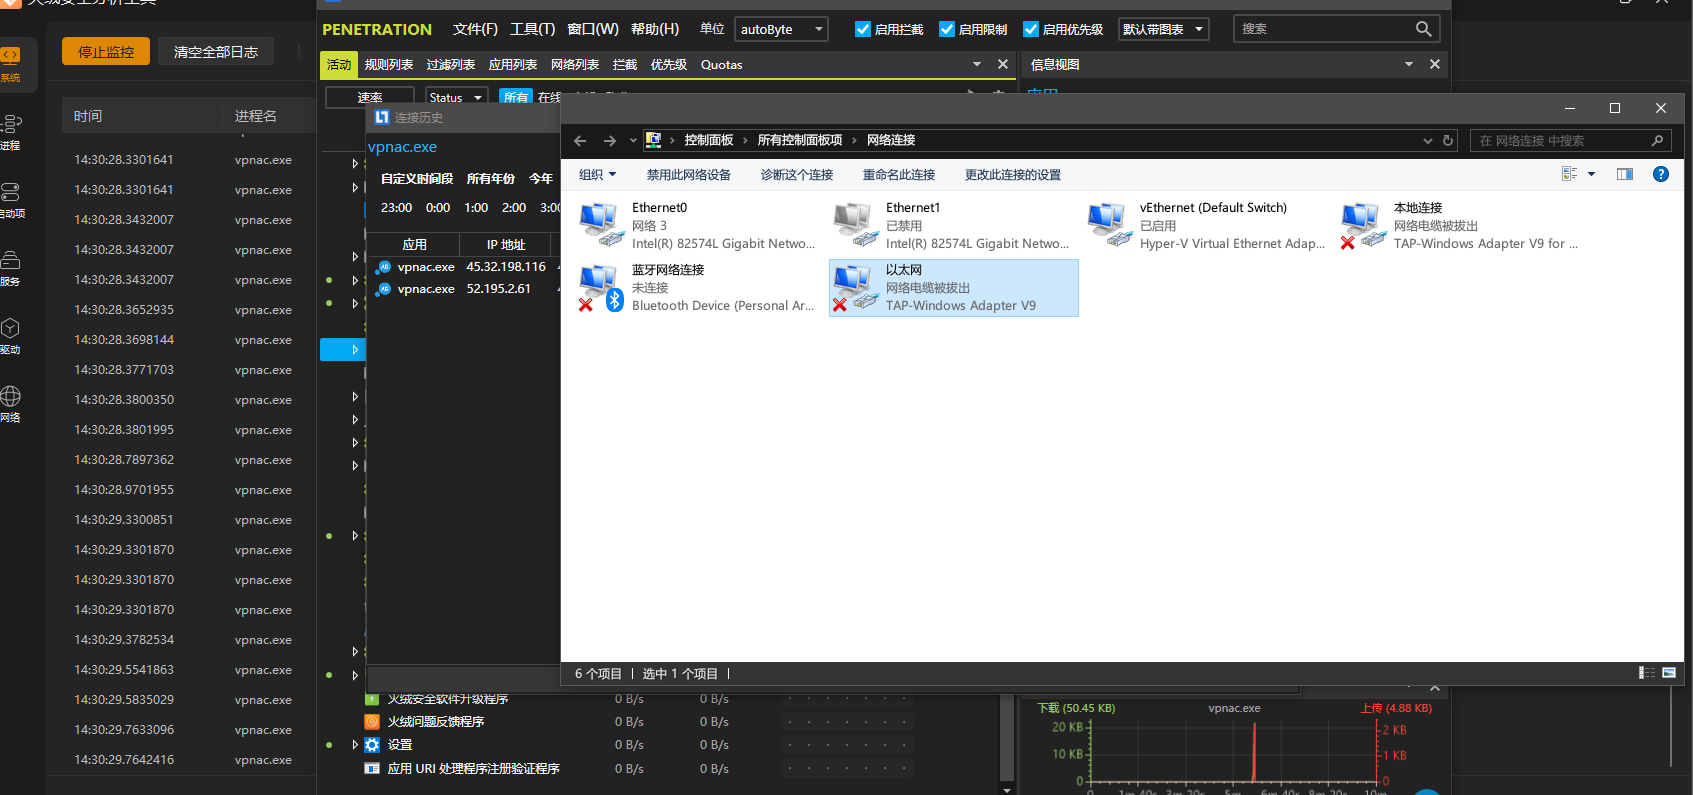 火绒安全分析工具
停止监控
清空全部日志
系统
进程
启动项
服务
驱动
网络
时间 进程名
14:30:28.3301641 vpnac.exe
14:30:28.3301641 vpnac.exe
14:30:28.3432007 vpnac.exe
14:30:28.3432007 vpnac.exe
14:30:28.3432007 vpnac.exe
14:30:28.3652935 vpnac.exe
14:30:28.3698144 vpnac.exe
14:30:28.3771703 vpnac.exe
14:30:28.3800350 vpnac.exe
14:30:28.3801995 vpnac.exe
14:30:28.7897362 vpnac.exe
14:30:28.9701955 vpnac.exe
14:30:29.3300851 vpnac.exe
14:30:29.3301870 vpnac.exe
14:30:29.3301870 vpnac.exe
14:30:29.3301870 vpnac.exe
14:30:29.3782534 vpnac.exe
14:30:29.5541863 vpnac.exe
14:30:29.5835029 vpnac.exe
14:30:29.7633096 vpnac.exe
14:30:29.7642416 vpnac.exe
PENETRATION 文件(F) 工具(T) 窗口(W) 帮助(H) 单位 autoByte 启用拦截 启用限制 启用优先级 默认带图表 搜索
活动 规则列表 过滤列表 应用列表 网络列表 拦截 优先级 Quotas
信息视图
速率 Status 所有 在线
应用
连接历史
vpnac.exe
自定义时间段 所有年份 今年
23:00 0:00 1:00 2:00 3:00
应用 IP 地址
vpnac.exe 45.32.198.116
vpnac.exe 52.195.2.61
控制面板 › 所有控制面板项 › 网络连接
在 网络连接 中搜索
组织 禁用此网络设备 诊断这个连接 重命名此连接 更改此连接的设置
Ethernet0
网络 3
Intel(R) 82574L Gigabit Netwo...
Ethernet1
已禁用
Intel(R) 82574L Gigabit Netwo...
vEthernet (Default Switch)
已启用
Hyper-V Virtual Ethernet Adap...
本地连接
网络电缆被拔出
TAP-Windows Adapter V9 for ...
蓝牙网络连接
未连接
Bluetooth Device (Personal Ar...
以太网
网络电缆被拔出
TAP-Windows Adapter V9
6 个项目 选中 1 个项目
火绒安全软件升级程序 0 B/s 0 B/s
火绒问题反馈程序 0 B/s 0 B/s
设置 0 B/s 0 B/s
应用 URI 处理程序注册验证程序 0 B/s 0 B/s
下载 (50.45 KB) vpnac.exe 上传 (4.88 KB)
20 KB 2 KB
10 KB 1 KB
0 0
0 1m 40s 3m 20s 5m 6m 40s 8m 20s 10m